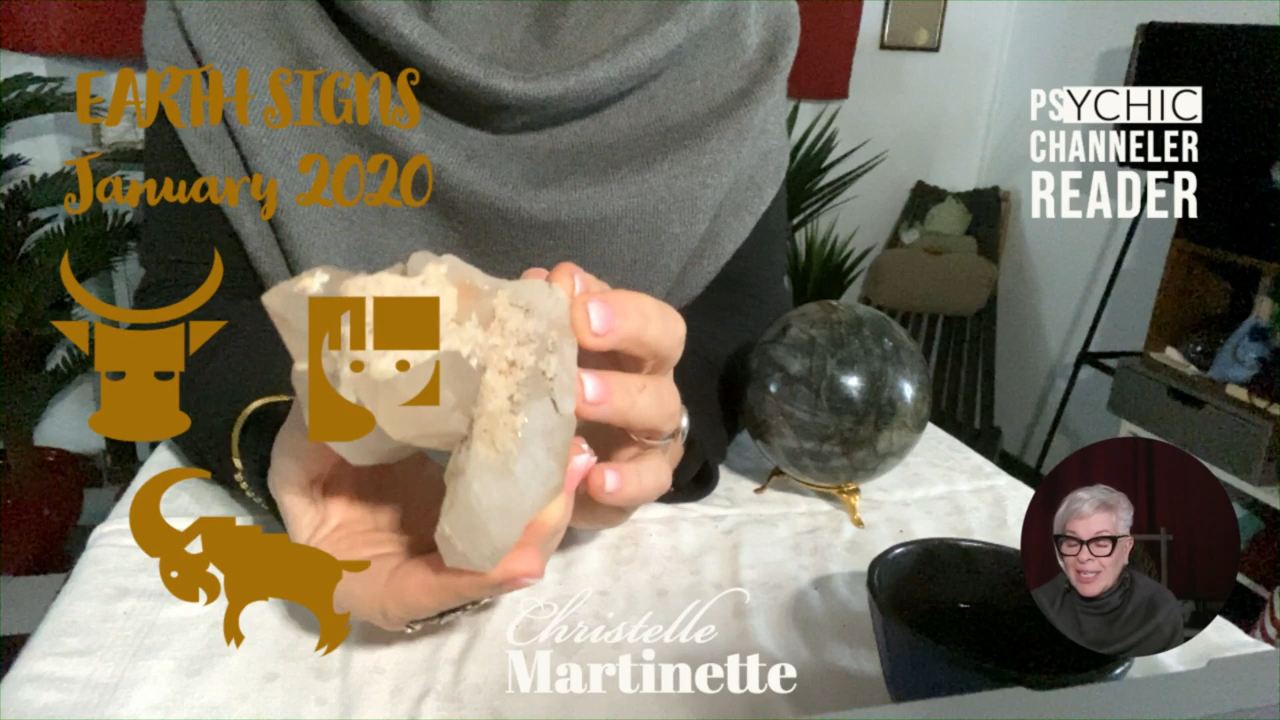 EARTH SIGNS
January 2020
PSYCHIC
CHANNELER
READER
Christelle
Martinette